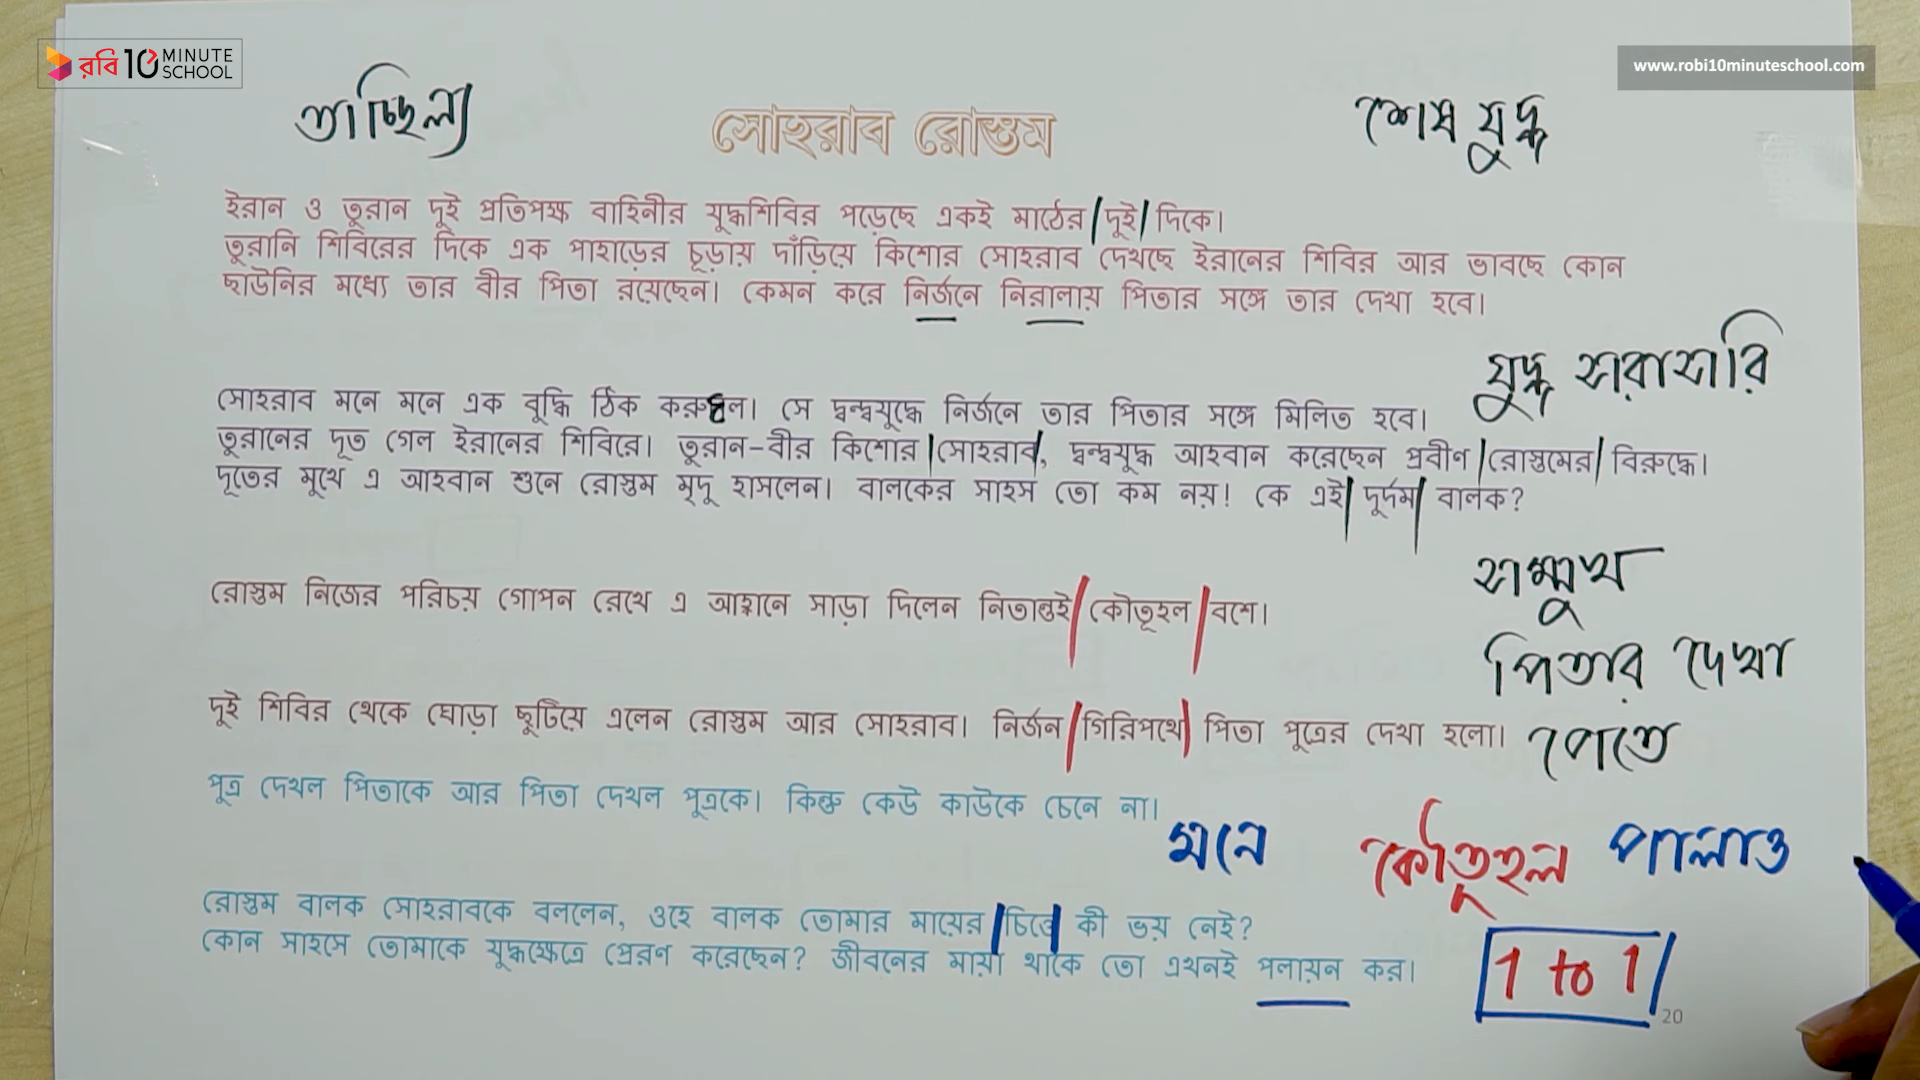 রবি 10 MINUTE SCHOOL
www.robi10minuteschool.com
তাচ্ছিল্য
সোহরাব রোস্তম
শেষ যুদ্ধ
ইরান ও তুরান দুই প্রতিপক্ষ বাহিনীর যুদ্ধশিবির পড়েছে একই মাঠের দুই দিকে।
তুরানি শিবিরের দিকে এক পাহাড়ের চূড়ায় দাঁড়িয়ে কিশোর সোহরাব দেখছে ইরানের শিবির আর ভাবছে কোন
ছাউনির মধ্যে তার বীর পিতা রয়েছেন। কেমন করে নির্জনে নিরালায় পিতার সঙ্গে তার দেখা হবে।
যুদ্ধ সরাসরি
সোহরাব মনে মনে এক বুদ্ধি ঠিক করল। সে দ্বন্দ্বযুদ্ধে নির্জনে তার পিতার সঙ্গে মিলিত হবে।
তুরানের দূত গেল ইরানের শিবিরে। তুরান-বীর কিশোর সোহরাব, দ্বন্দ্বযুদ্ধ আহবান করেছেন প্রবীণ রোস্তমের বিরুদ্ধে।
দূতের মুখে এ আহবান শুনে রোস্তম মৃদু হাসলেন। বালকের সাহস তো কম নয়! কে এই দুর্দম বালক?
সম্মুখ
রোস্তম নিজের পরিচয় গোপন রেখে এ আহ্বানে সাড়া দিলেন নিতান্তই কৌতূহল বশে।
পিতার দেখা
পেতে
দুই শিবির থেকে ঘোড়া ছুটিয়ে এলেন রোস্তম আর সোহরাব। নির্জন গিরিপথে পিতা পুত্রের দেখা হলো।
পুত্র দেখল পিতাকে আর পিতা দেখল পুত্রকে। কিন্তু কেউ কাউকে চেনে না।
মনে কৌতুহল পালাও
রোস্তম বালক সোহরাবকে বললেন, ওহে বালক তোমার মায়ের চিত্তে কী ভয় নেই?
কোন সাহসে তোমাকে যুদ্ধক্ষেত্রে প্রেরণ করেছেন? জীবনের মায়া থাকে তো এখনই পলায়ন কর।
1 to 1
20